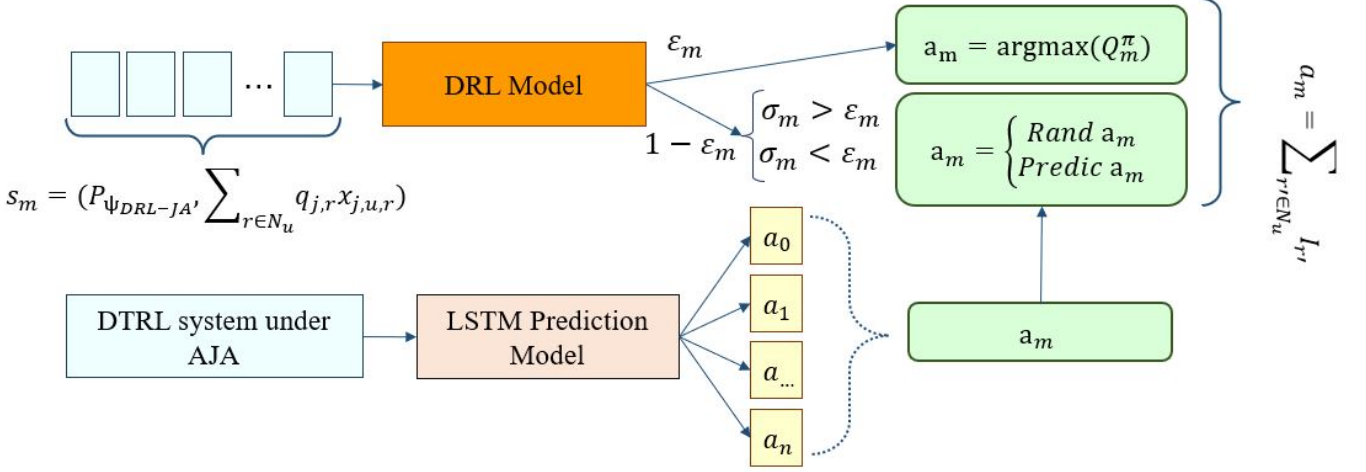 ...
DRL Model
ε_m
1 − ε_m
σ_m > ε_m
σ_m < ε_m
a_m = argmax(Q_m^π)
a_m = { Rand a_m
Predic a_m
a_m = ∑_{r′∈N_u} I_{r′}
s_m = (P_{ψ_{DRL−JA}}, ∑_{r∈N_u} q_{j,r} x_{j,u,r})
DTRL system under
AJA
LSTM Prediction
Model
a_0
a_1
a_{...}
a_n
a_m